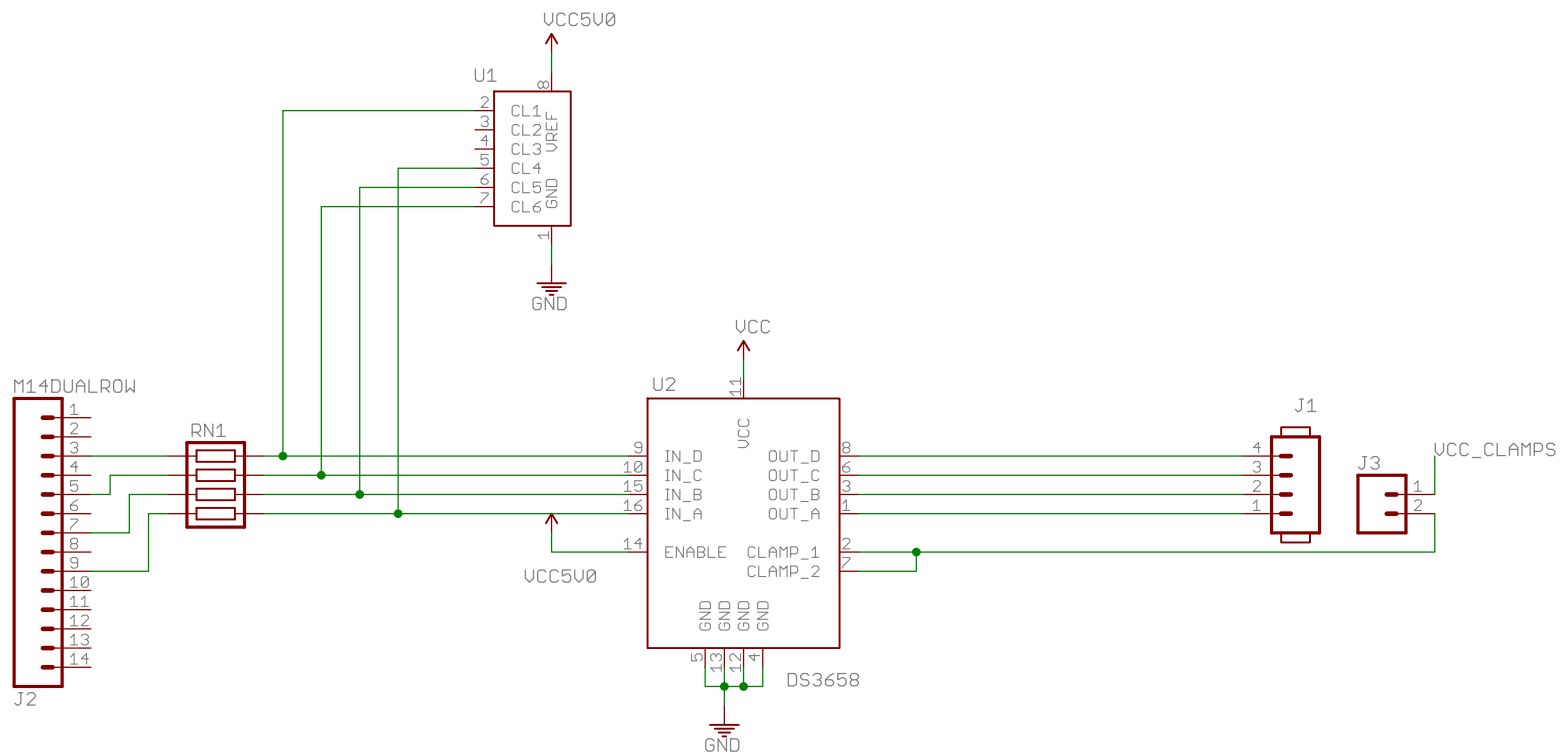 VCC5V0
U1
8
2 CL1
3 CL2
4 CL3
5 CL4
6 CL5
7 CL6
VREF
GND
1
GND
VCC
11
U2
VCC
M14DUALROW
1
2
3
4
5
6
7
8
9
10
11
12
13
14
J2
RN1
9 IN_D OUT_D 8
10 IN_C OUT_C 6
15 IN_B OUT_B 3
16 IN_A OUT_A 1
14 ENABLE CLAMP_1 2
CLAMP_2 7
VCC5V0
GND GND GND GND
5 13 12 4
DS3658
GND
J1
4
3
2
1
J3
1
2
VCC_CLAMPS